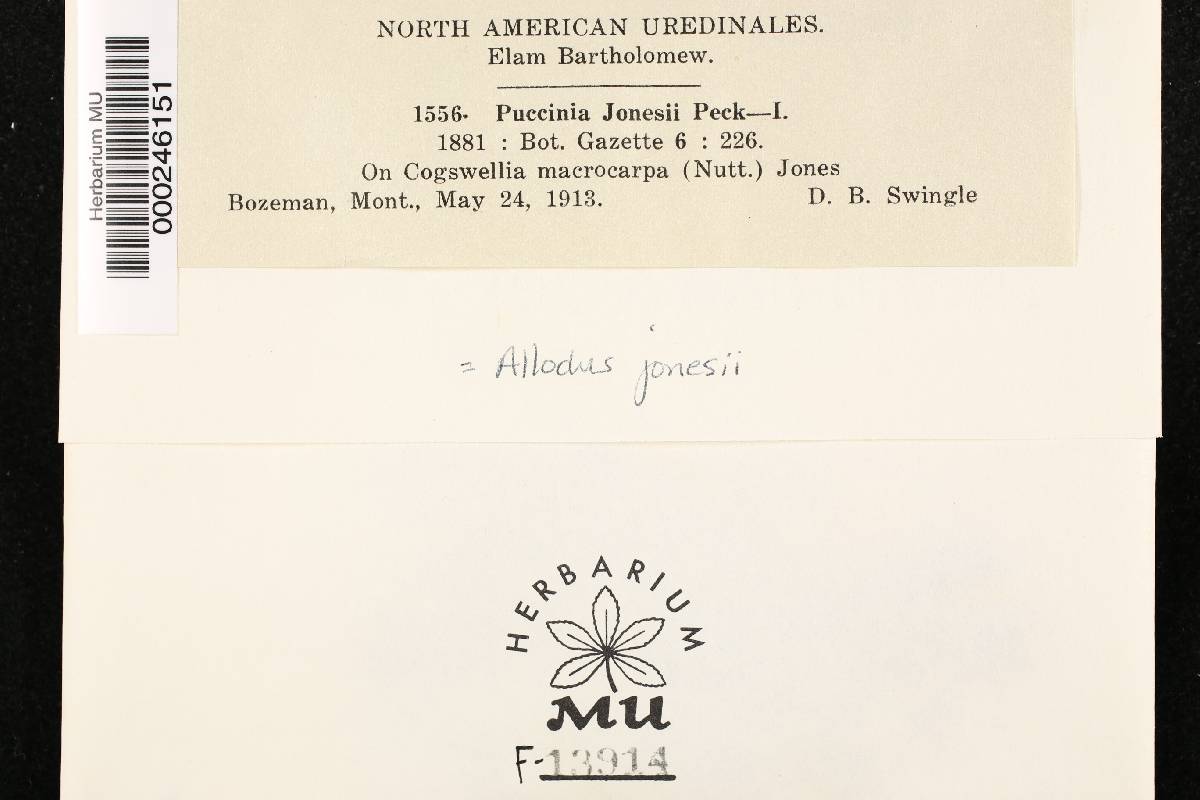 NORTH AMERICAN UREDINALES.
Elam Bartholomew.
1556. Puccinia Jonesii Peck—I.
1881 : Bot. Gazette 6 : 226.
On Cogswellia macrocarpa (Nutt.) Jones
Bozeman, Mont., May 24, 1913. D. B. Swingle
Herbarium MU
000246151
= Allodus jonesii
HERBARIUM
MU
F-13914